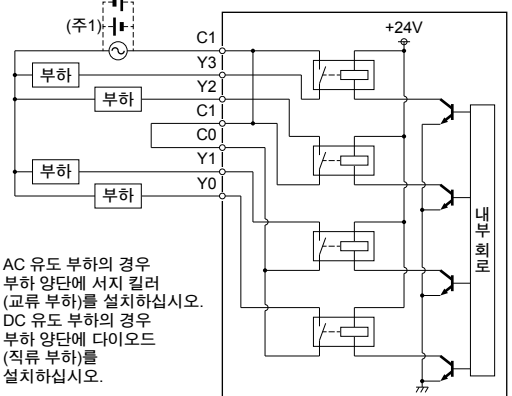 (주1)
+24V
C1
Y3
부하
Y2
부하
C1
C0
Y1
부하
Y0
부하
내부 회로
AC 유도 부하의 경우
부하 양단에 서지 킬러
(교류 부하)를 설치하십시오.
DC 유도 부하의 경우
부하 양단에 다이오드
(직류 부하)를
설치하십시오.